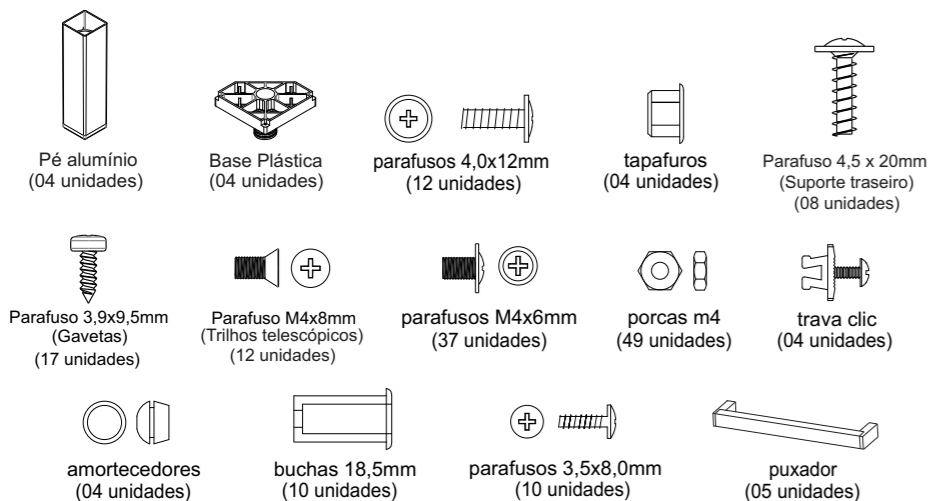 Pé alumínio
(04 unidades)
Base Plástica
(04 unidades)
parafusos 4,0x12mm
(12 unidades)
tapafuros
(04 unidades)
Parafuso 4,5 x 20mm
(Suporte traseiro)
(08 unidades)
Parafuso 3,9x9,5mm
(Gavetas)
(17 unidades)
Parafuso M4x8mm
(Trilhos telescópicos)
(12 unidades)
parafusos M4x6mm
(37 unidades)
porcas m4
(49 unidades)
trava clic
(04 unidades)
amortecedores
(04 unidades)
buchas 18,5mm
(10 unidades)
parafusos 3,5x8,0mm
(10 unidades)
puxador
(05 unidades)